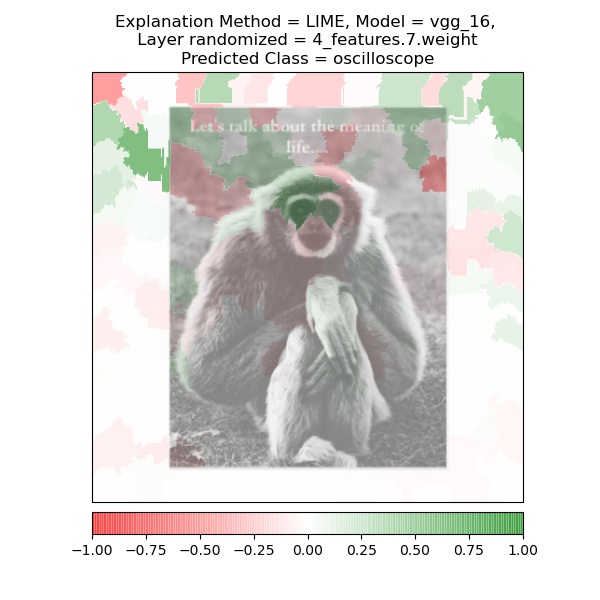 Explanation Method = LIME, Model = vgg_16,
Layer randomized = 4_features.7.weight
Predicted Class = oscilloscope
Let's talk about the meaning of
life....
−1.00 −0.75 −0.50 −0.25 0.00 0.25 0.50 0.75 1.00